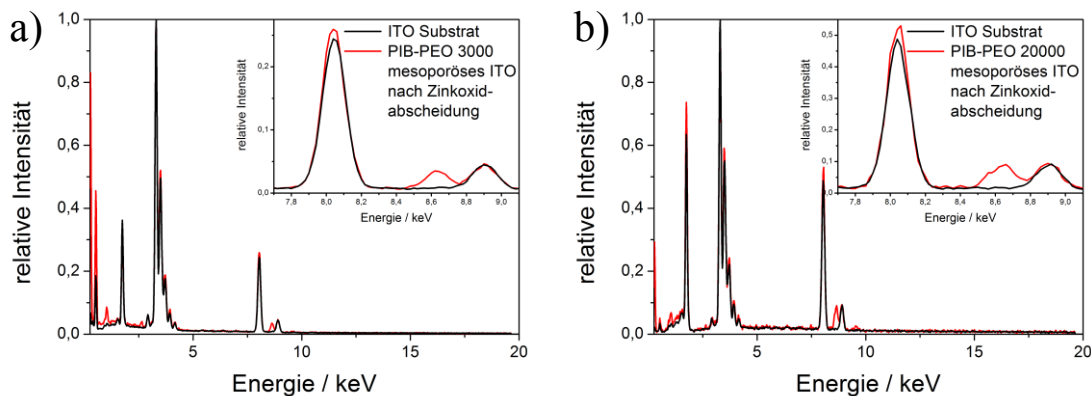 a)
relative Intensität
1,0
0,8
0,6
0,4
0,2
0,0
5
10
15
20
Energie / keV
relative Intensität
0,2
0,1
0,0
7,8
8,0
8,2
8,4
8,6
8,8
9,0
Energie / keV
ITO Substrat
PIB-PEO 3000
mesoporöses ITO
nach Zinkoxid-
abscheidung
b)
relative Intensität
1,0
0,8
0,6
0,4
0,2
0,0
5
10
15
20
Energie / keV
relative Intensität
0,5
0,4
0,3
0,2
0,1
0,0
7,8
8,0
8,2
8,4
8,6
8,8
9,0
Energie / keV
ITO Substrat
PIB-PEO 20000
mesoporöses ITO
nach Zinkoxid-
abscheidung